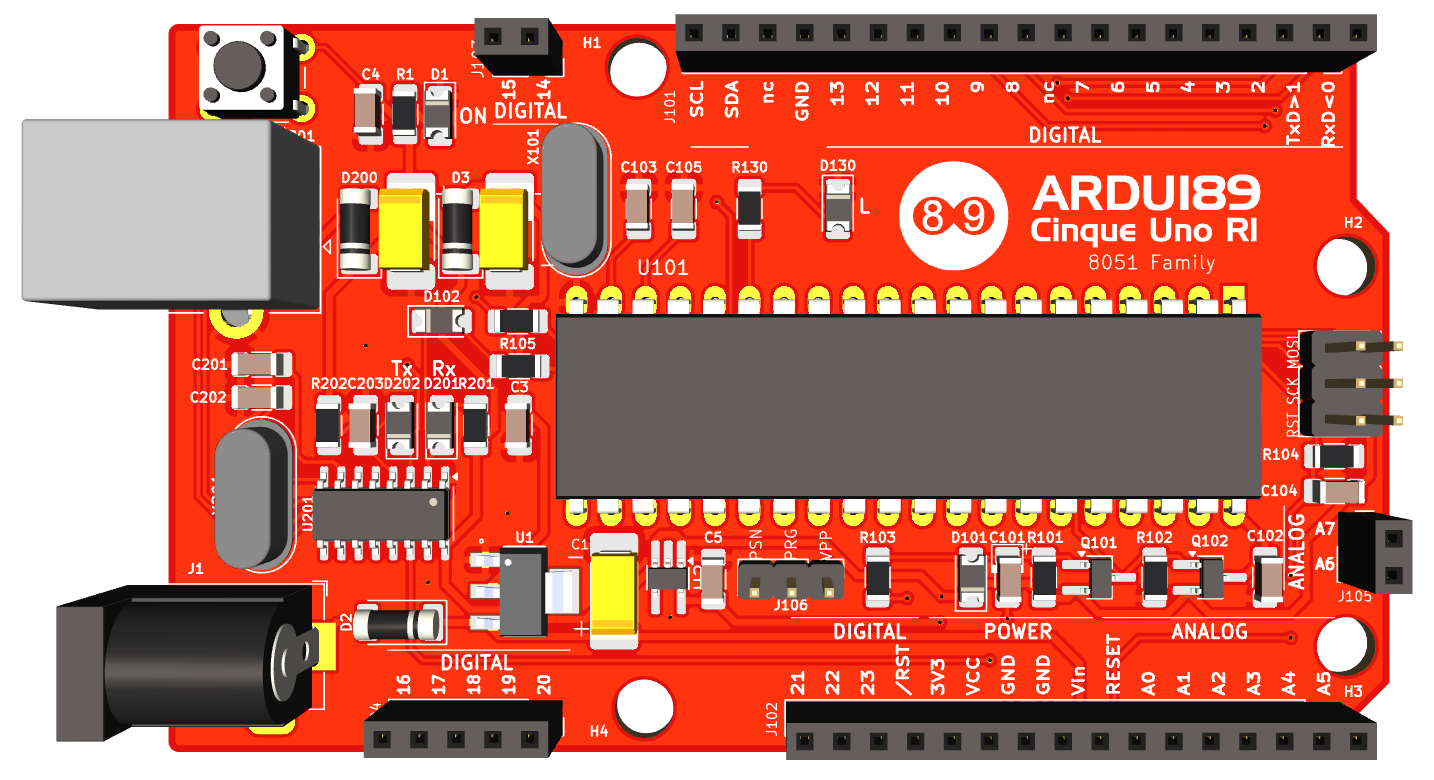 H1
C4 R1 D1
ON
15 14
DIGITAL
J101
SCL SDA nc GND 13 12 11 10 9 8 nc 7 6 5 4 3 2 TxD>1 RxD<0
DIGITAL
X101
D200 D3
C103 C105 R130 D130
L
89
ARDUI89
Cinque Uno RI
8051 Family
H2
U101
D102
R105
C201
C202
Tx Rx
R202 C203 D202 D201 R201 C3
RST SCK MOSI
R104
C104
U201
U1
C1
C5
PSN PRG VPP
J106
R103
D101 C101 R101 Q101 R102 Q102 C102
ANALOG
A7
A6
J105
J1
D2
DIGITAL
16 17 18 19 20
DIGITAL POWER ANALOG
21 22 23 /RST 3V3 VCC GND GND Vin RESET A0 A1 A2 A3 A4 A5
J102
H3
H4